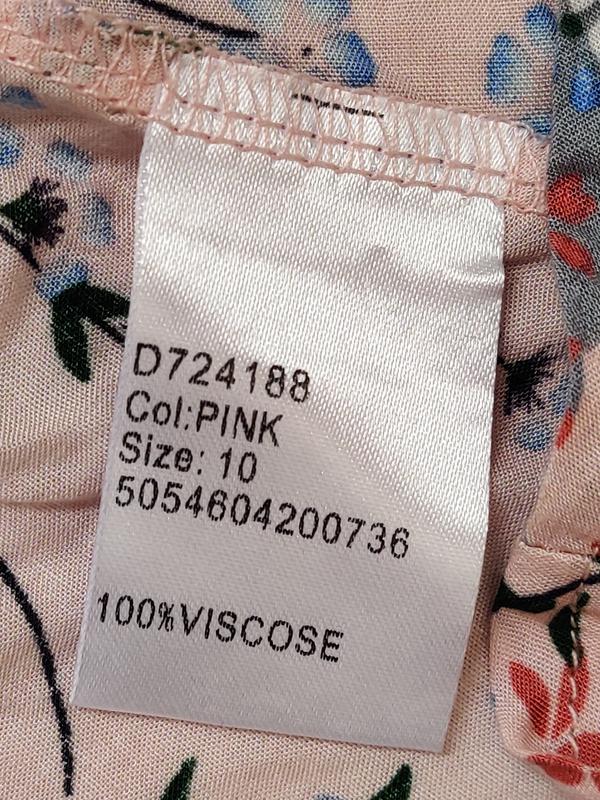 D724188
Col:PINK
Size: 10
5054604200736
100%VISCOSE